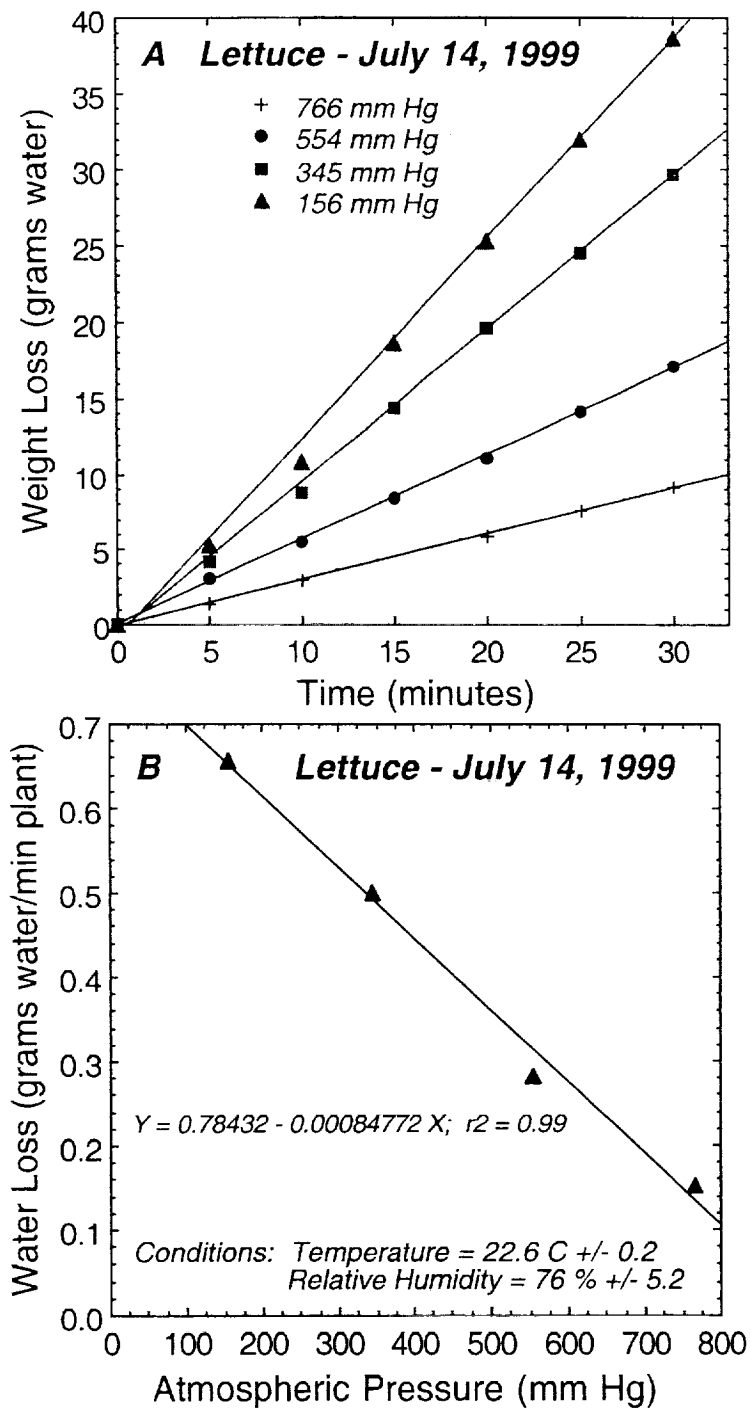 A Lettuce - July 14, 1999
+ 766 mm Hg
● 554 mm Hg
■ 345 mm Hg
▲ 156 mm Hg
Weight Loss (grams water)
40
35
30
25
20
15
10
5
0
0 5 10 15 20 25 30
Time (minutes)
B Lettuce - July 14, 1999
Water Loss (grams water/min plant)
0.7
0.6
0.5
0.4
0.3
0.2
0.1
0.0
Y = 0.78432 - 0.00084772 X; r2 = 0.99
Conditions: Temperature = 22.6 C +/- 0.2
Relative Humidity = 76 % +/- 5.2
0 100 200 300 400 500 600 700 800
Atmospheric Pressure (mm Hg)